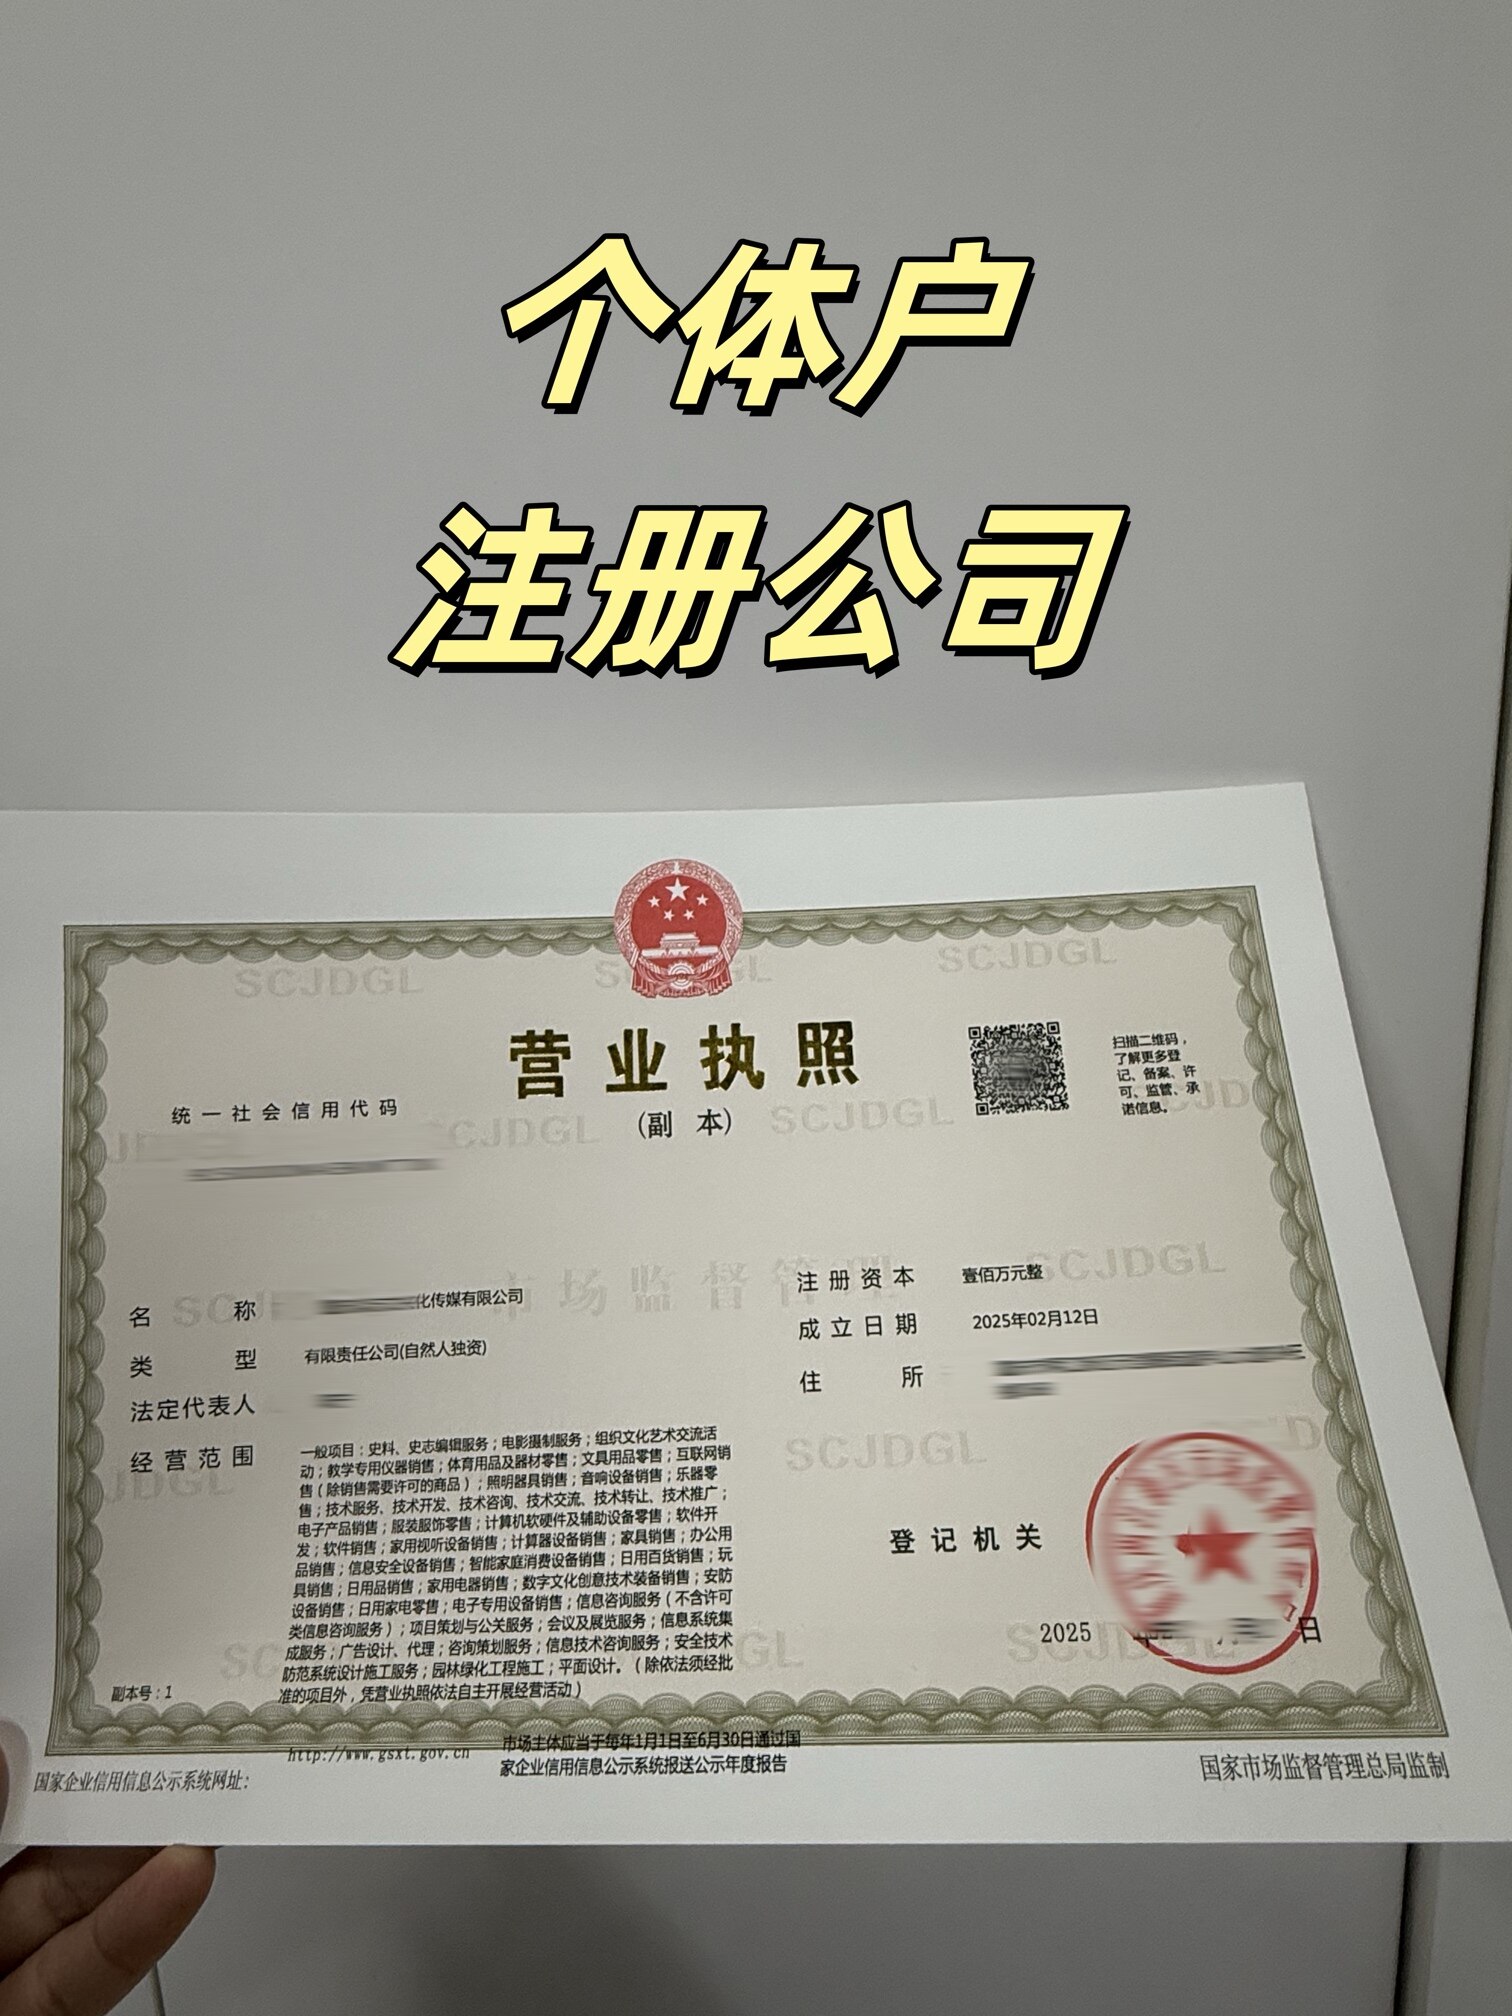 个体户
注册公司
SCJDGL
SCJDGL
营业执照
(副 本)
扫描二维码，
了解更多登
记、备案、许
可、监管、承
诺信息。
统一社会信用代码
SCJDGL
SCJDGL
市场监督管理
SCJDGL
名 称 化传媒有限公司
类 型 有限责任公司(自然人独资)
法定代表人
注册资本 壹佰万元整
成立日期 2025年02月12日
住 所
经营范围 一般项目：史料、史志编辑服务；电影摄制服务；组织文化艺术交流活
动；教学专用仪器销售；体育用品及器材零售；文具用品零售；互联网销
售（除销售需要许可的商品）；照明器具销售；音响设备销售；乐器零
售；技术服务、技术开发、技术咨询、技术交流、技术转让、技术推广；
电子产品销售；服装服饰零售；计算机软硬件及辅助设备零售；软件开
发；软件销售；家用视听设备销售；计算器设备销售；家具销售；办公用
品销售；信息安全设备销售；智能家庭消费设备销售；日用百货销售；玩
具销售；日用品销售；家用电器销售；数字文化创意技术装备销售；安防
设备销售；日用家电零售；电子专用设备销售；信息咨询服务（不含许可
类信息咨询服务）；项目策划与公关服务；会议及展览服务；信息系统集
成服务；广告设计、代理；咨询策划服务；信息技术咨询服务；安全技术
防范系统设计施工服务；园林绿化工程施工；平面设计。（除依法须经批
准的项目外，凭营业执照依法自主开展经营活动）
SCJDGL
登记机关
2025 日
副本号：1
国家企业信用信息公示系统网址：
http://www.gsxt.gov.cn
市场主体应当于每年1月1日至6月30日通过国
家企业信用信息公示系统报送公示年度报告
国家市场监督管理总局监制